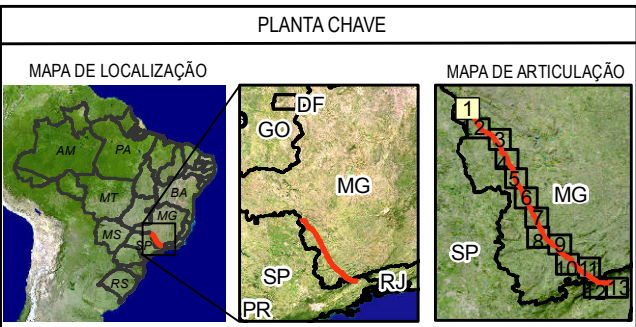 PLANTA CHAVE
MAPA DE LOCALIZAÇÃO
AM
PA
MT
BA
MG
MS
SP
RS
DF
GO
MG
SP
RJ
PR
MAPA DE ARTICULAÇÃO
1
2
3
4
5
6
MG
7
8
9
SP
10
11
12
13